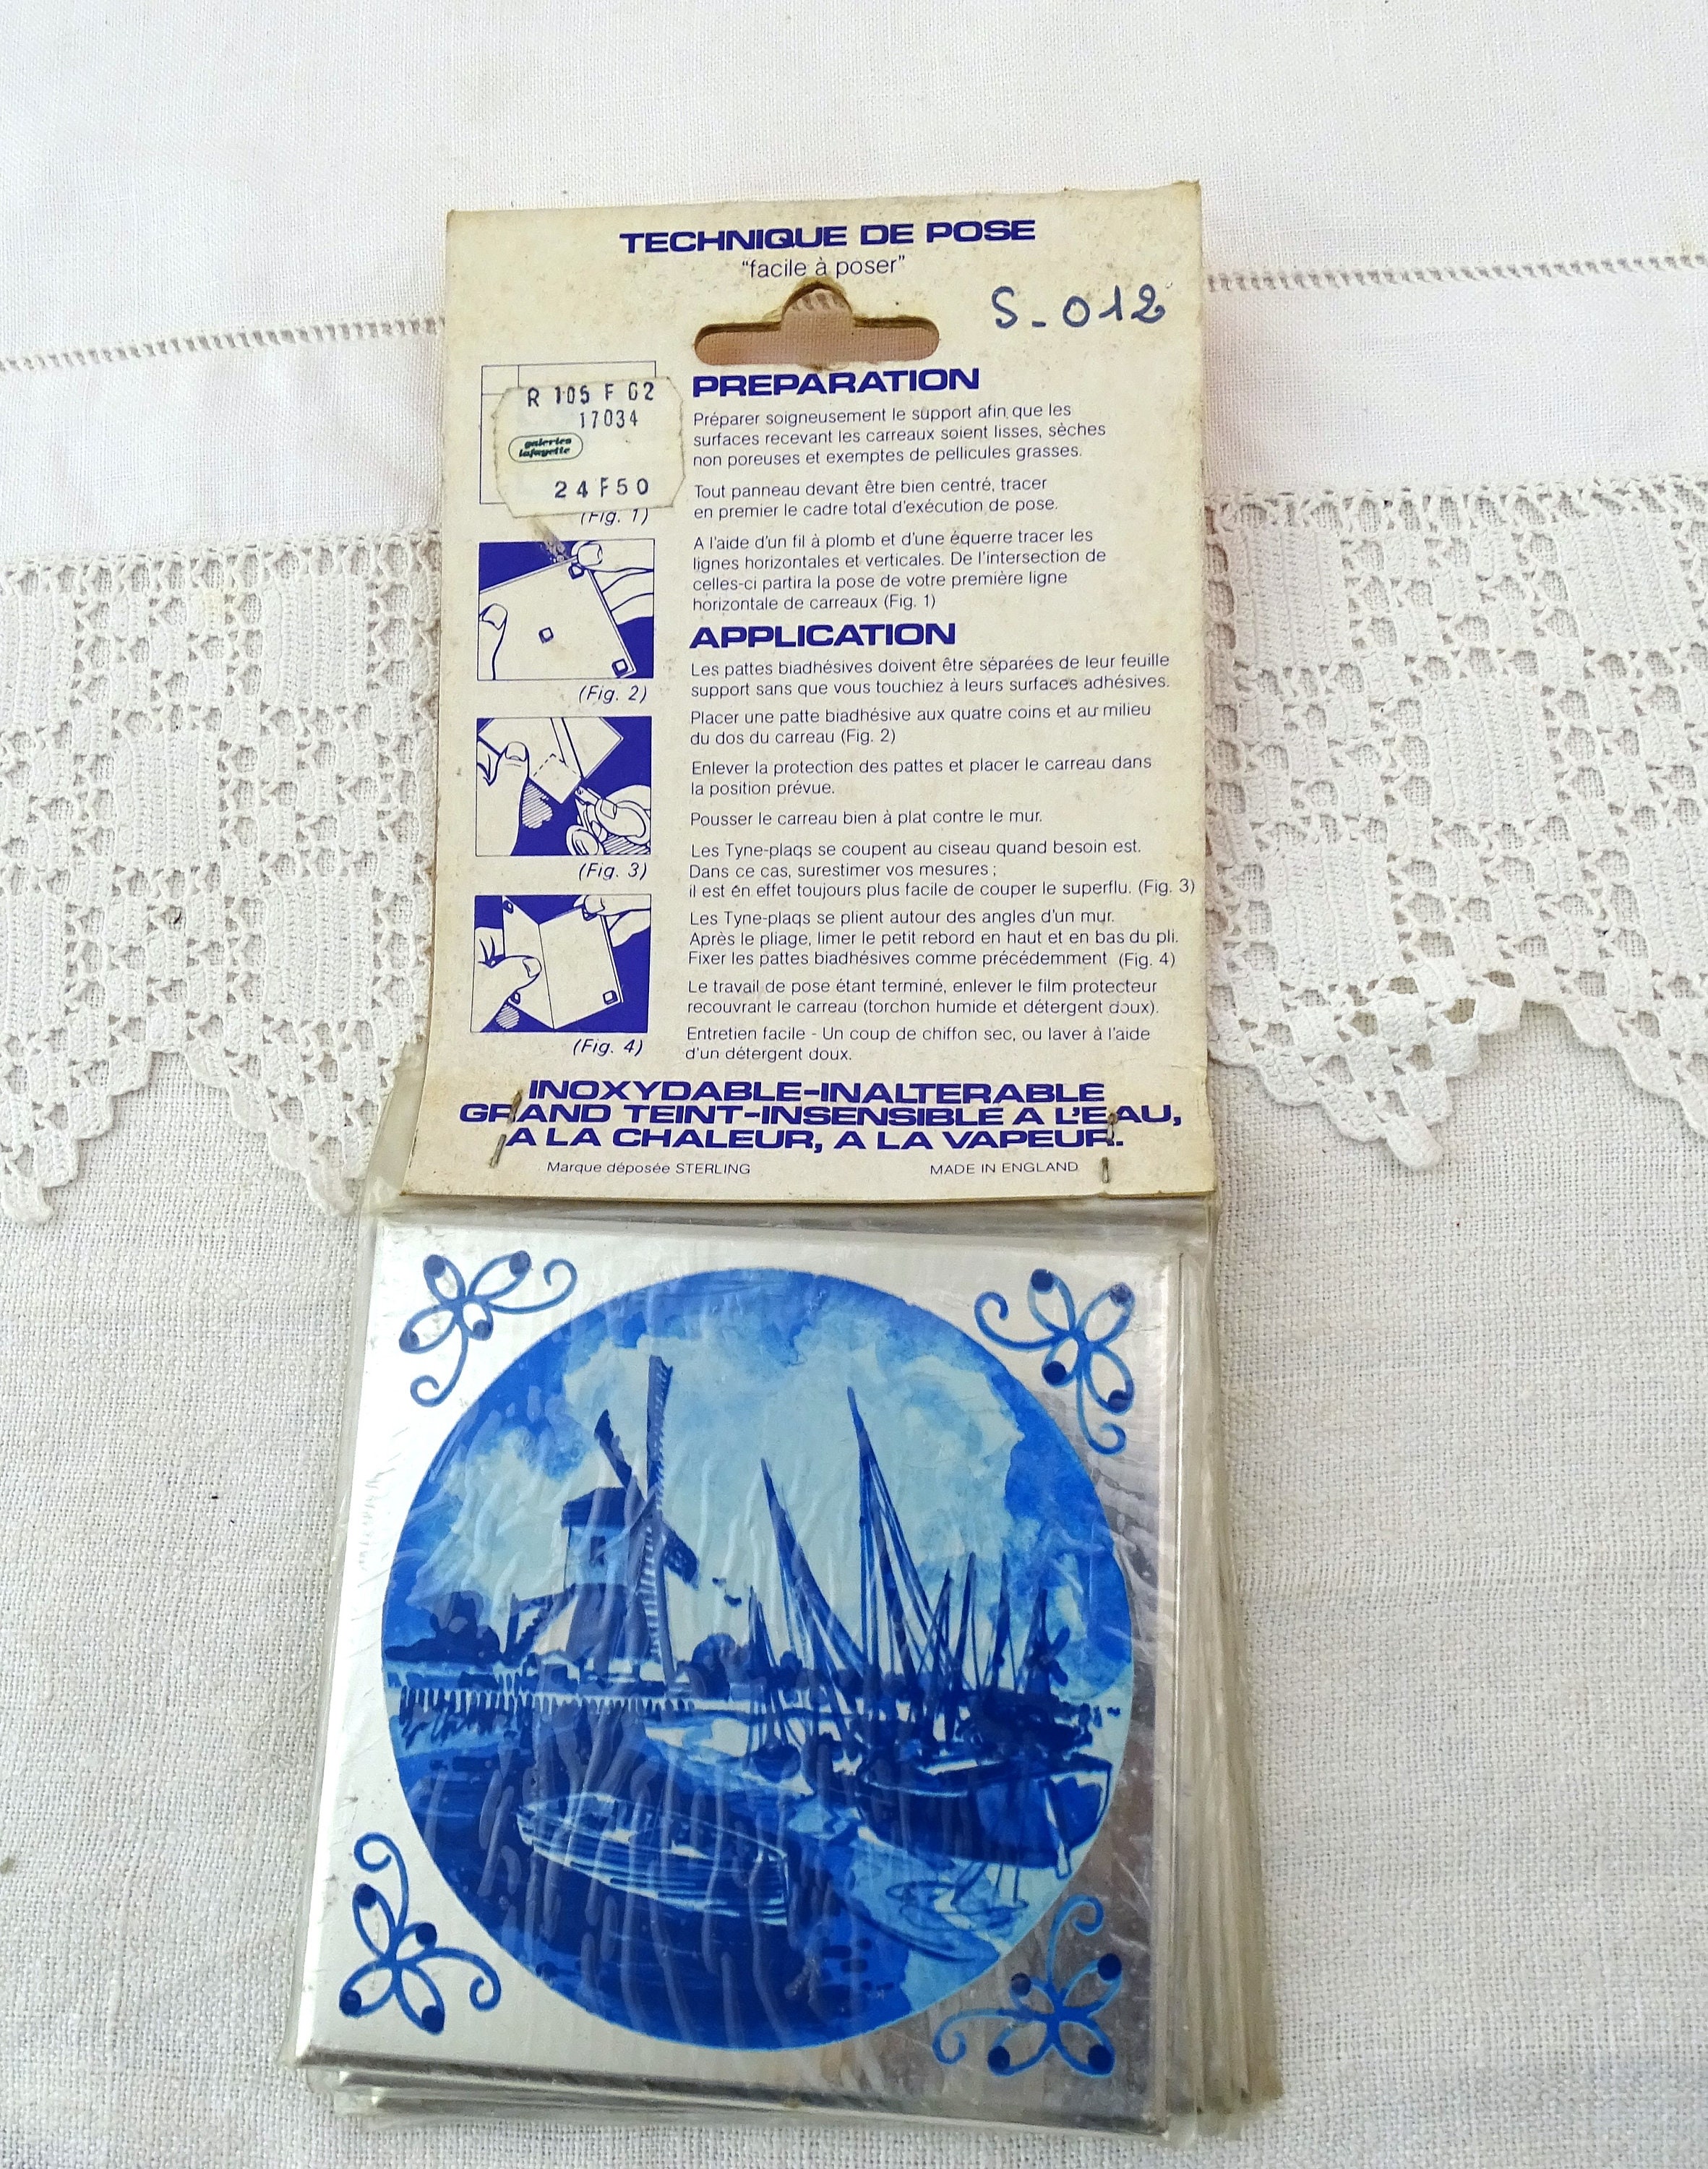 TECHNIQUE DE POSE
"facile à poser"
S-012
R 105 F G2
17034
galeries
lafayette
24F50
(Fig. 1)
(Fig. 2)
(Fig. 3)
(Fig. 4)
PREPARATION
Préparer soigneusement le support afin que les
surfaces recevant les carreaux soient lisses, sèches
non poreuses et exemptes de pellicules grasses.
Tout panneau devant être bien centré, tracer
en premier le cadre total d'exécution de pose.
A l'aide d'un fil à plomb et d'une équerre tracer les
lignes horizontales et verticales. De l'intersection de
celles-ci partira la pose de votre première ligne
horizontale de carreaux (Fig. 1)
APPLICATION
Les pattes biadhésives doivent être séparées de leur feuille
support sans que vous touchiez à leurs surfaces adhésives.
Placer une patte biadhésive aux quatre coins et au milieu
du dos du carreau (Fig. 2)
Enlever la protection des pattes et placer le carreau dans
la position prévue.
Pousser le carreau bien à plat contre le mur.
Les Tyne-plaqs se coupent au ciseau quand besoin est.
Dans ce cas, surestimer vos mesures ;
il est én effet toujours plus facile de couper le superflu. (Fig. 3)
Les Tyne-plaqs se plient autour des angles d'un mur.
Après le pliage, limer le petit rebord en haut et en bas du pli.
Fixer les pattes biadhésives comme précédemment (Fig. 4)
Le travail de pose étant terminé, enlever le film protecteur
recouvrant le carreau (torchon humide et détergent doux).
Entretien facile - Un coup de chiffon sec, ou laver à l'aide
d'un détergent doux.
INOXYDABLE-INALTERABLE
GRAND TEINT-INSENSIBLE A L'EAU,
A LA CHALEUR, A LA VAPEUR.
Marque déposée STERLING MADE IN ENGLAND